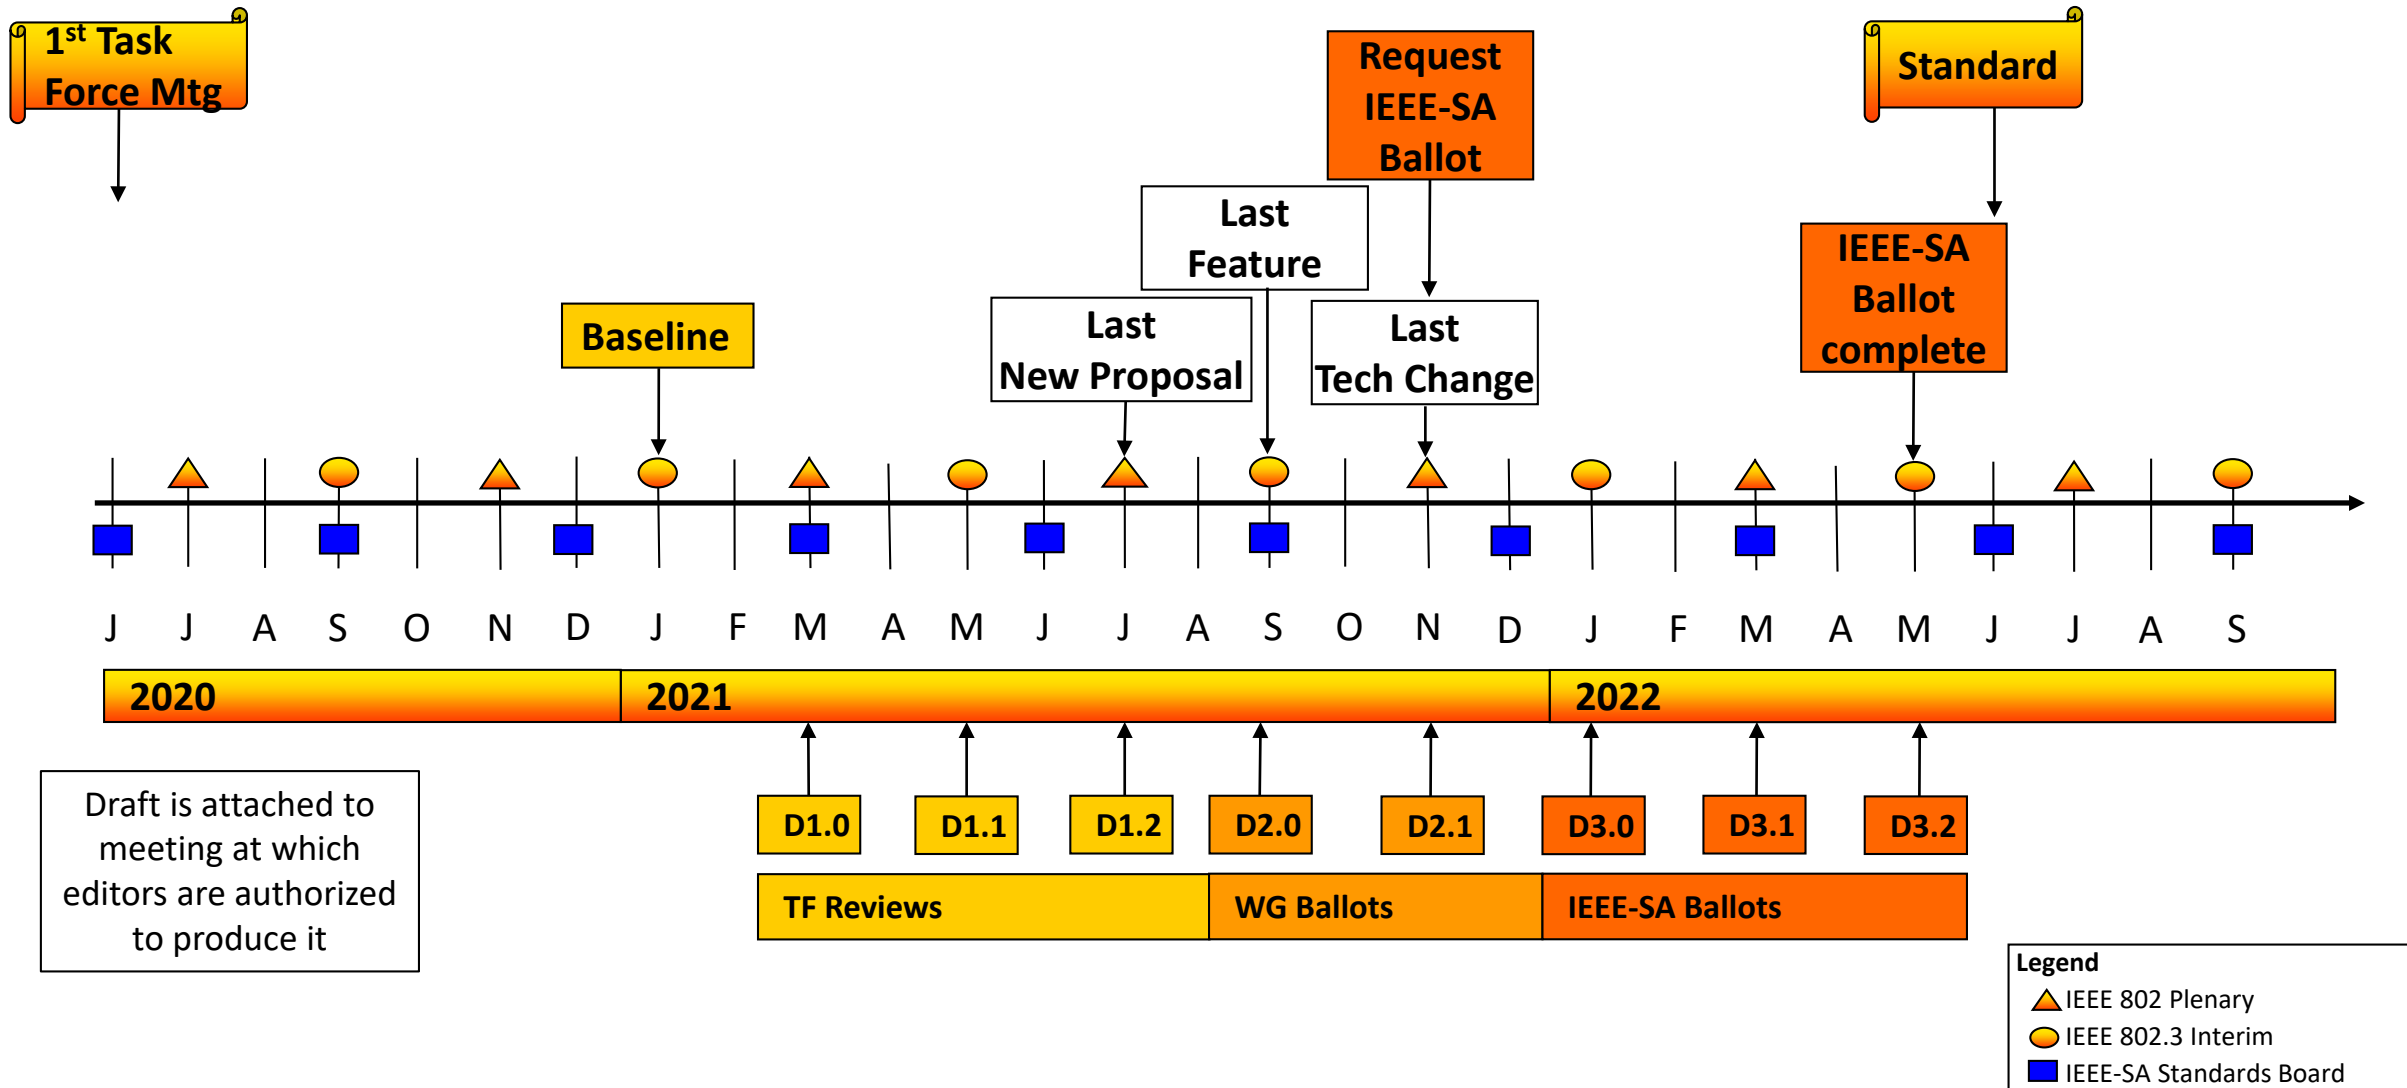 1st Task
Force Mtg
Request
IEEE-SA
Ballot
Standard
Last
Feature
IEEE-SA
Ballot
complete
Baseline
Last
New Proposal
Last
Tech Change
J J A S O N D J F M A M J J A S O N D J F M A M J J A S
2020 2021 2022
Draft is attached to
meeting at which
editors are authorized
to produce it
D1.0 D1.1 D1.2 D2.0 D2.1 D3.0 D3.1 D3.2
TF Reviews WG Ballots IEEE-SA Ballots
Legend
IEEE 802 Plenary
IEEE 802.3 Interim
IEEE-SA Standards Board